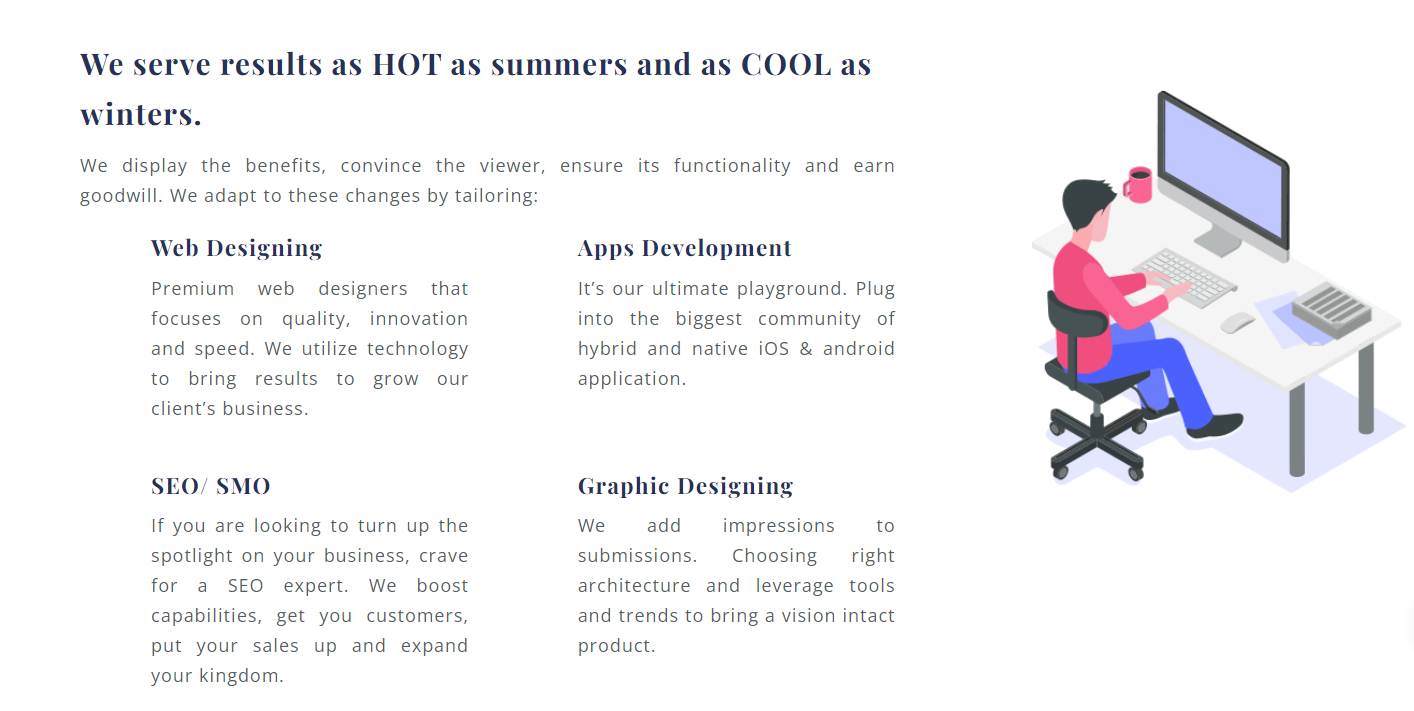 We serve results as HOT as summers and as COOL as
winters.
We display the benefits, convince the viewer, ensure its functionality and earn
goodwill. We adapt to these changes by tailoring:
Web Designing
Premium web designers that
focuses on quality, innovation
and speed. We utilize technology
to bring results to grow our
client’s business.
Apps Development
It’s our ultimate playground. Plug
into the biggest community of
hybrid and native iOS & android
application.
SEO/ SMO
If you are looking to turn up the
spotlight on your business, crave
for a SEO expert. We boost
capabilities, get you customers,
put your sales up and expand
your kingdom.
Graphic Designing
We add impressions to
submissions. Choosing right
architecture and leverage tools
and trends to bring a vision intact
product.